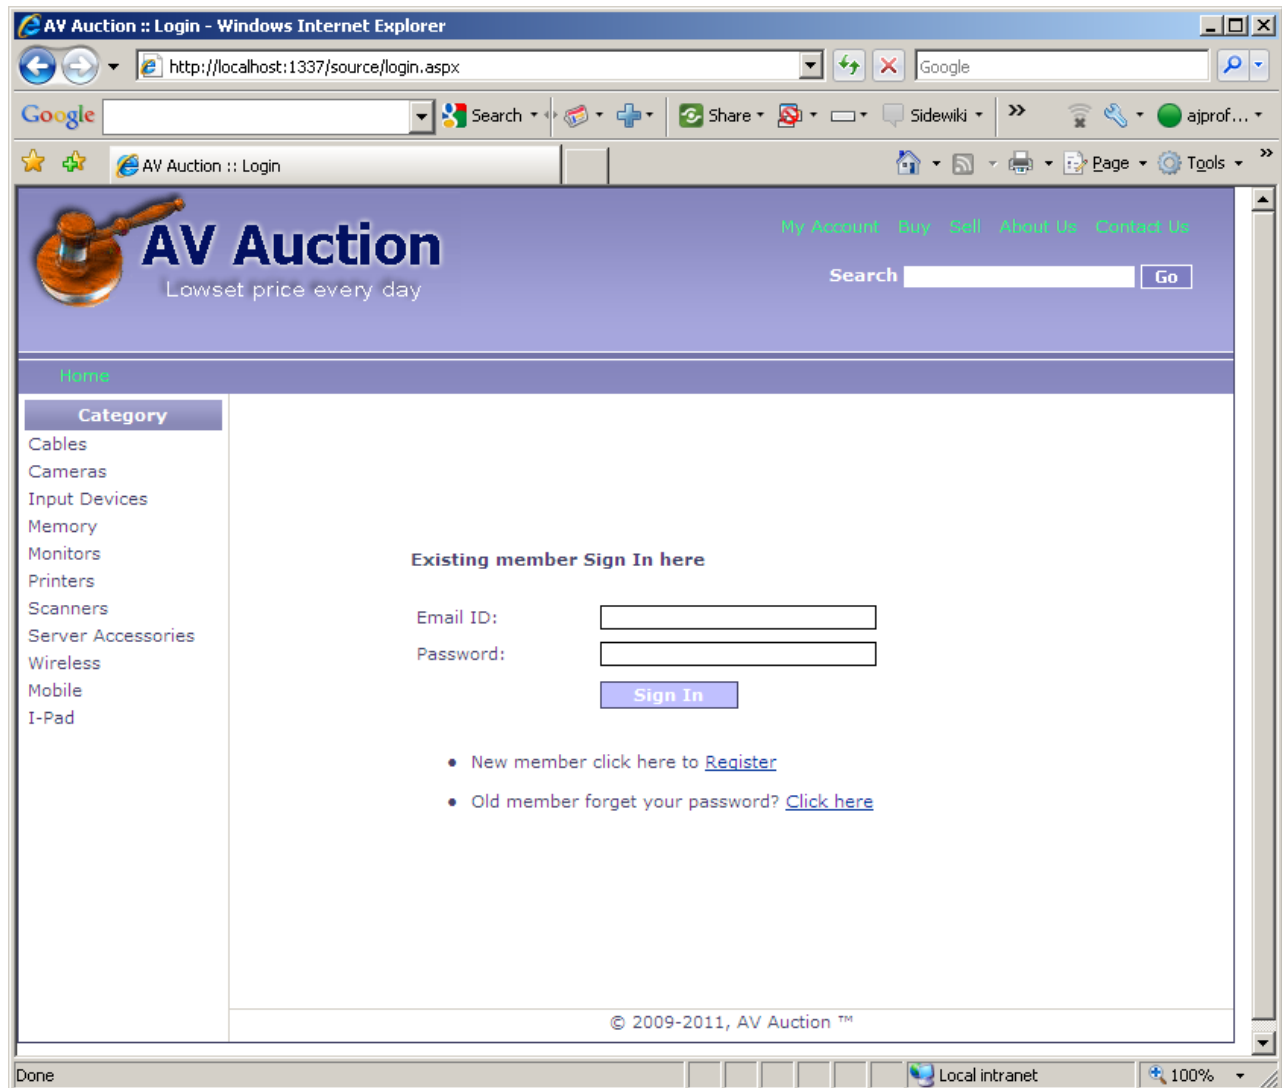 AV Auction :: Login - Windows Internet Explorer
http://localhost:1337/source/login.aspx
Google
Google Search Share Sidewiki » ajprof...
AV Auction :: Login Page Tools »
My Account Buy Sell About Us Contact Us
AV Auction
Search Go
Lowset price every day
Home
Category
Cables
Cameras
Input Devices
Memory
Monitors
Printers
Scanners
Server Accessories
Wireless
Mobile
I-Pad
Existing member Sign In here
Email ID:
Password:
Sign In
• New member click here to Register
• Old member forget your password? Click here
© 2009-2011, AV Auction ™
Done Local intranet 100%